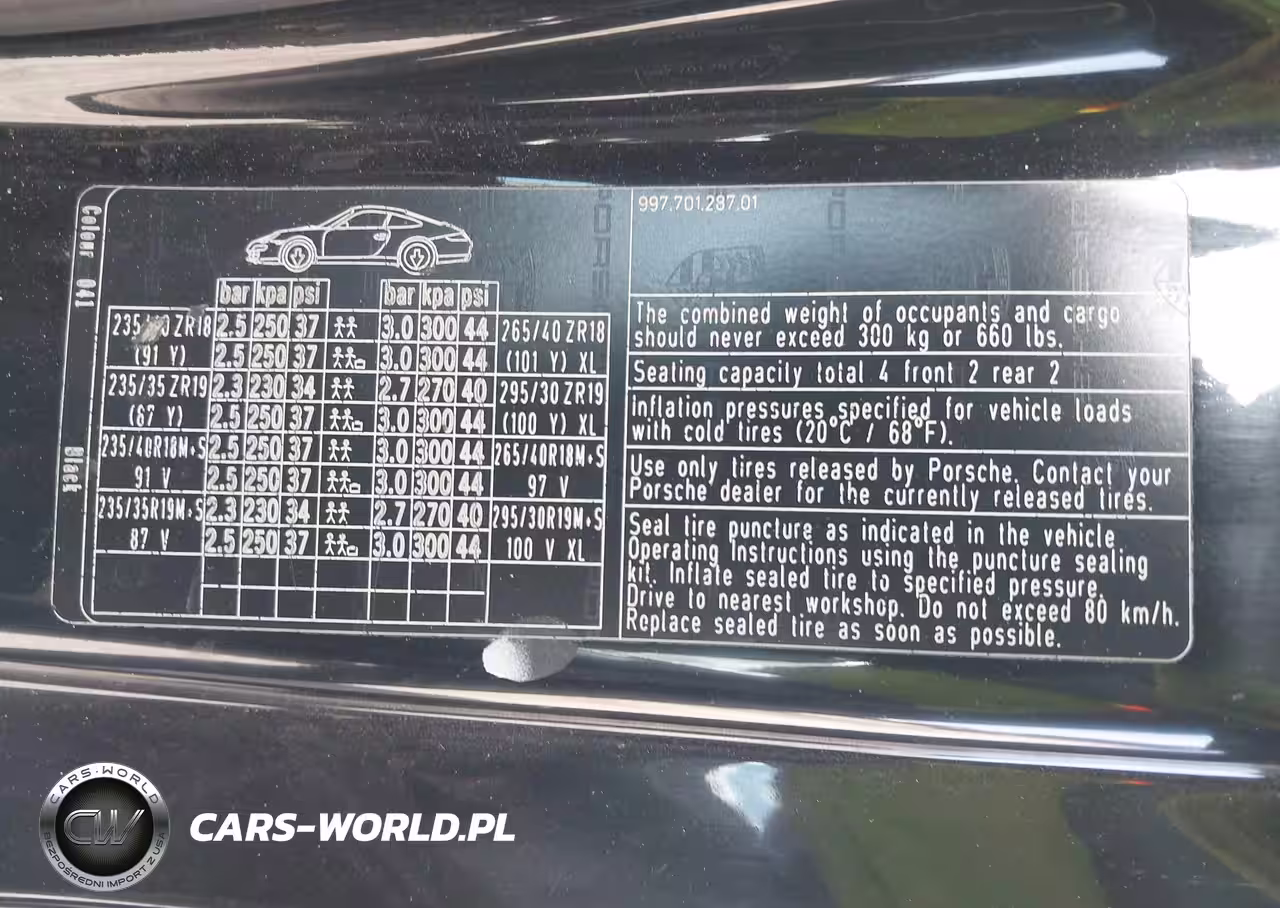 Colour 041
Black
bar kpa psi bar kpa psi
235/40 ZR18 2.5 250 37 3.0 300 44 265/40 ZR18
(91 Y) 2.5 250 37 3.0 300 44 (101 Y) XL
235/35 ZR19 2.3 230 34 2.7 270 40 295/30 ZR19
(87 Y) 2.5 250 37 3.0 300 44 (100 Y) XL
235/40R18M+S 2.5 250 37 3.0 300 44 265/40R18M+S
91 V 2.5 250 37 3.0 300 44 97 V
235/35R19M+S 2.3 230 34 2.7 270 40 295/30R19M+S
87 V 2.5 250 37 3.0 300 44 100 V XL
997.701.287.01
The combined weight of occupants and cargo
should never exceed 300 kg or 660 lbs.
Seating capacity total 4 front 2 rear 2
Inflation pressures specified for vehicle loads
with cold tires (20°C / 68°F).
Use only tires released by Porsche. Contact your
Porsche dealer for the currently released tires.
Seal tire puncture as indicated in the vehicle
Operating Instructions using the puncture sealing
kit. Inflate sealed tire to specified pressure.
Drive to nearest workshop. Do not exceed 80 km/h.
Replace sealed tire as soon as possible.
CARS-WORLD
CW
BEZPOŚREDNI IMPORT Z USA
CARS-WORLD.PL